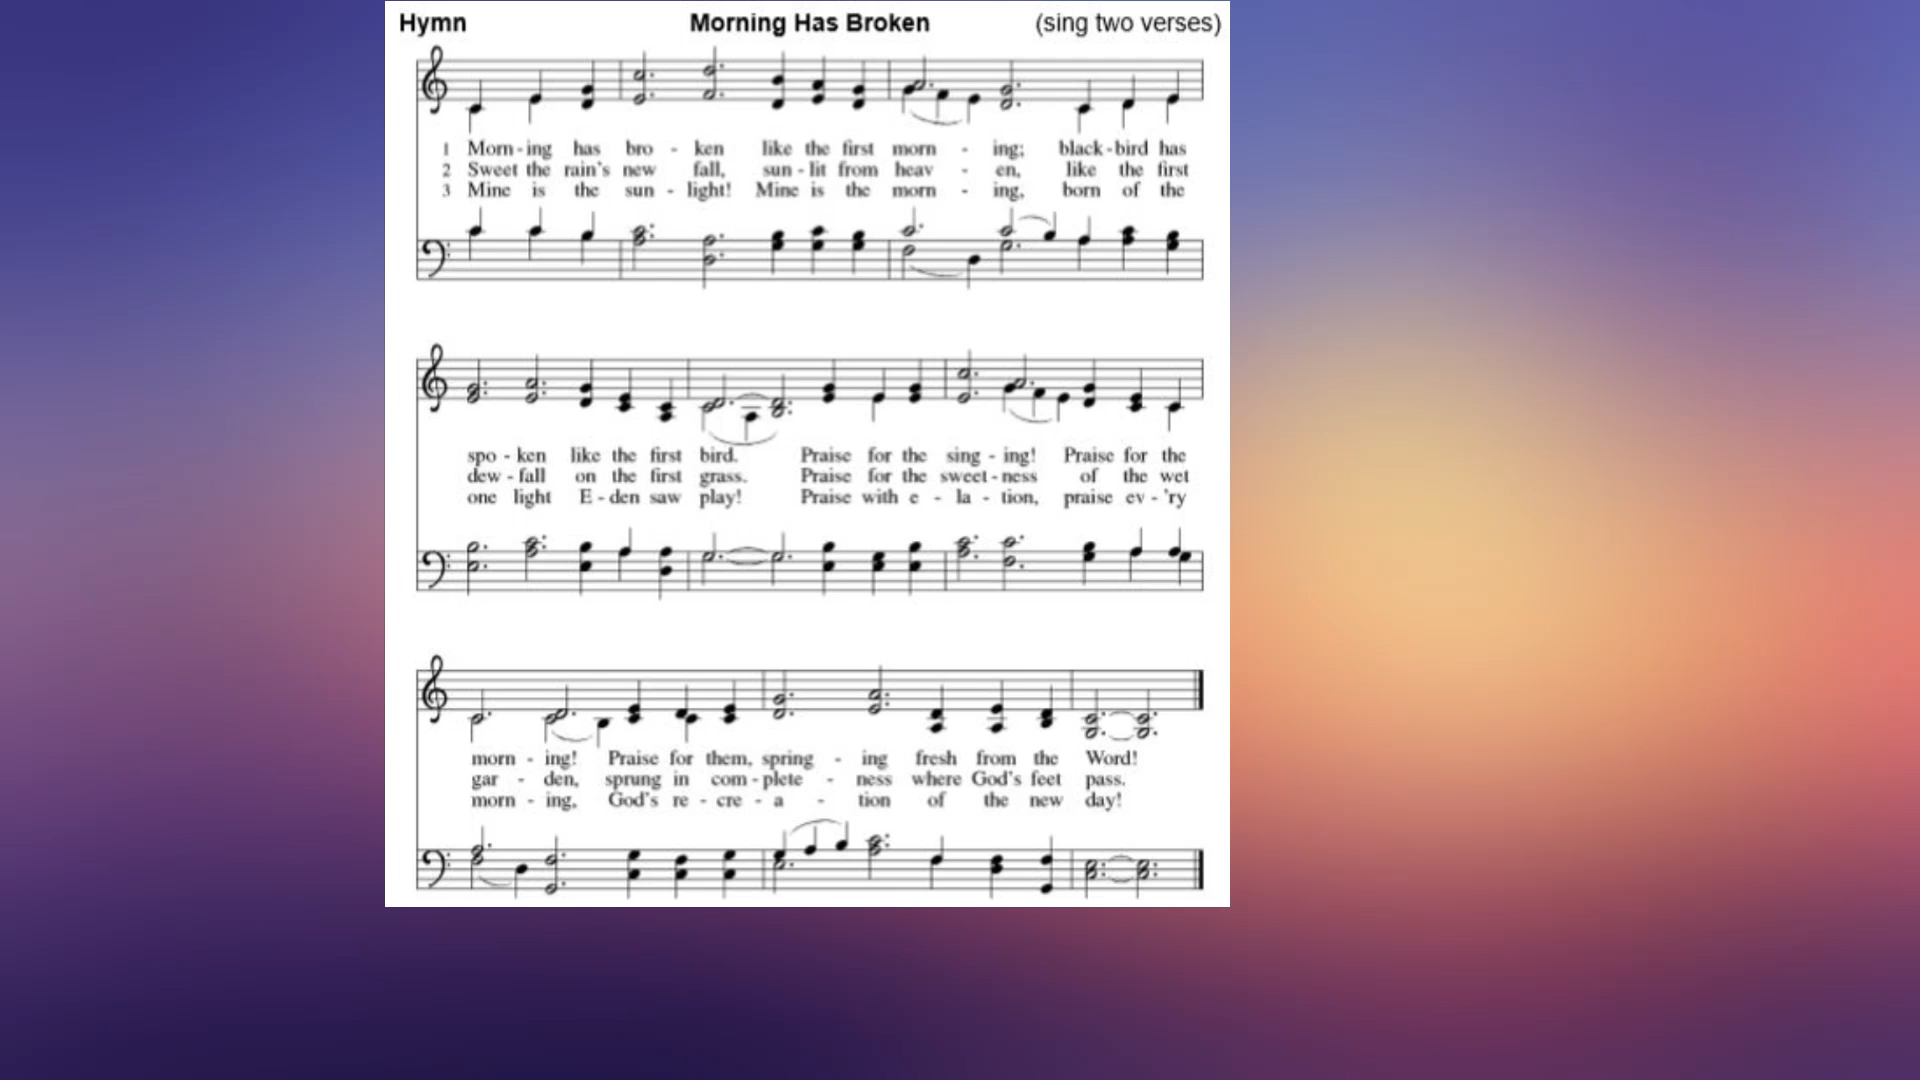 Hymn Morning Has Broken (sing two verses)
1 Morn - ing has bro - ken like the first morn - ing; black - bird has
2 Sweet the rain's new fall, sun - lit from heav - en, like the first
3 Mine is the sun - light! Mine is the morn - ing, born of the
spo - ken like the first bird. Praise for the sing - ing! Praise for the
dew - fall on the first grass. Praise for the sweet - ness of the wet
one light E - den saw play! Praise with e - la - tion, praise ev - 'ry
morn - ing! Praise for them, spring - ing fresh from the Word!
gar - den, sprung in com - plete - ness where God's feet pass.
morn - ing, God's re - cre - a - tion of the new day!